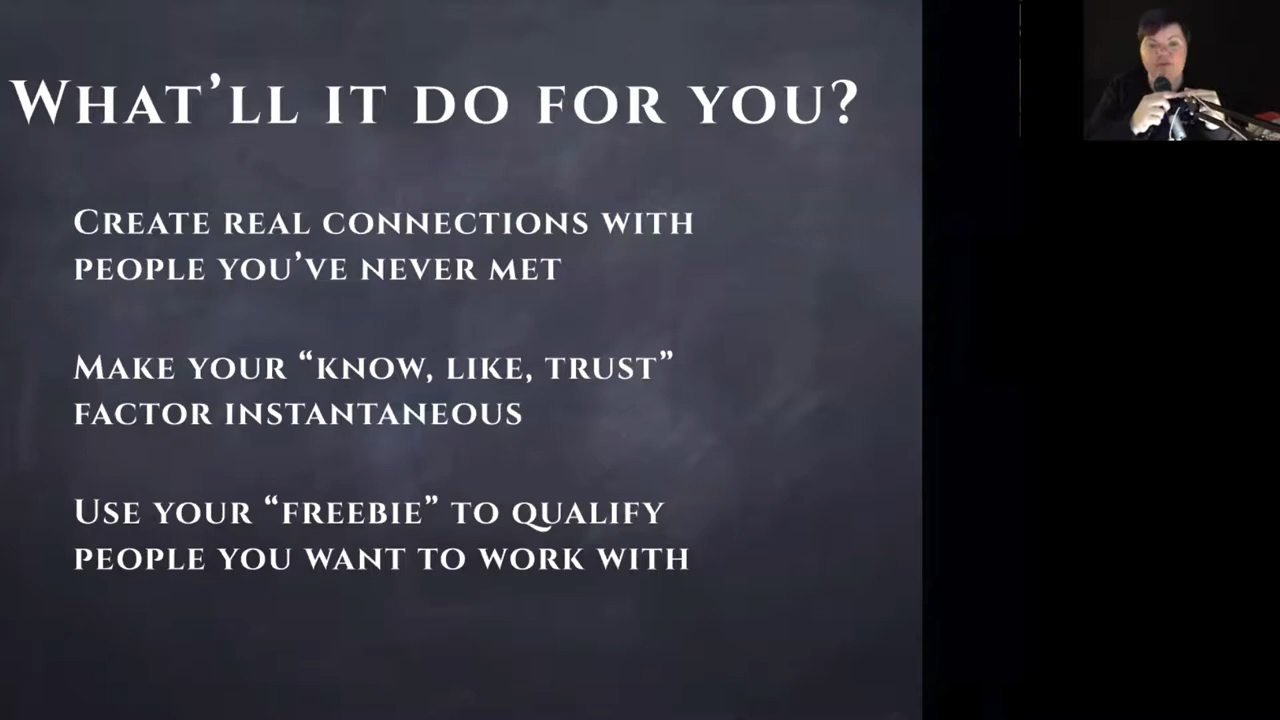 What’ll it do for you?
Create real connections with
people you’ve never met
Make your “know, like, trust”
factor instantaneous
Use your “freebie” to qualify
people you want to work with